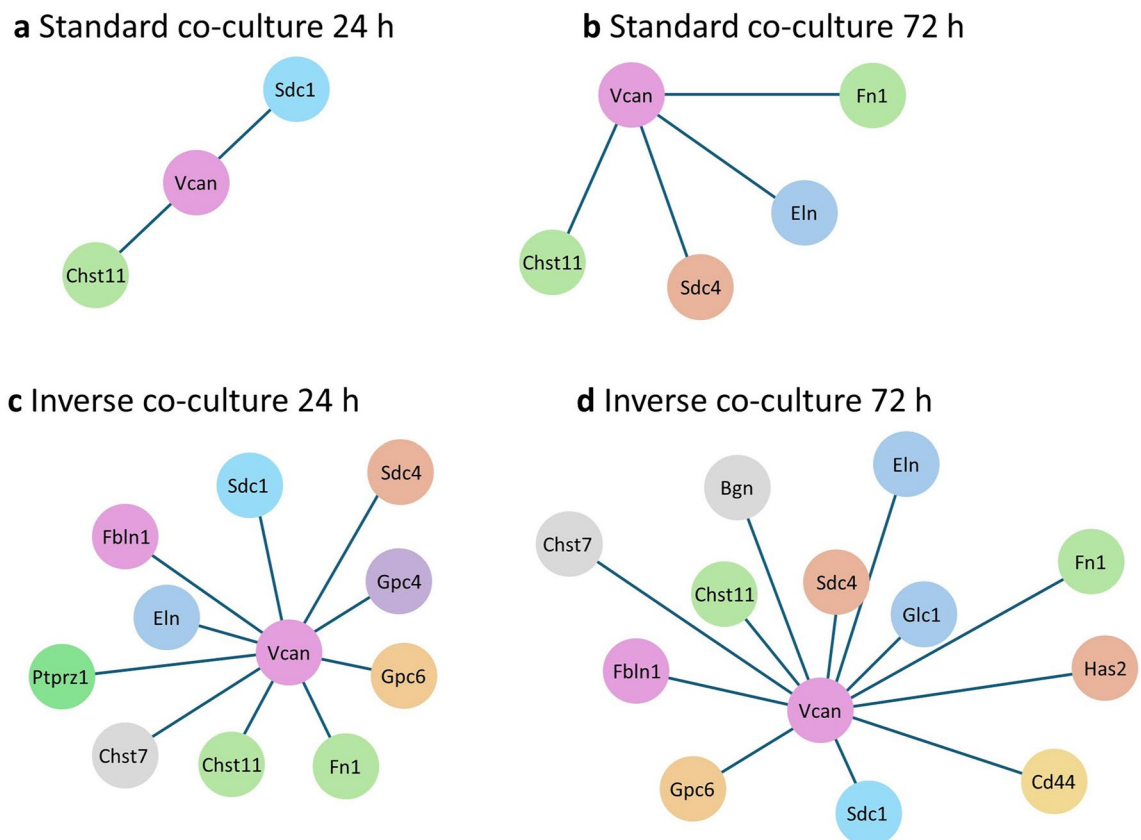 a Standard co-culture 24 h
Sdc1
Vcan
Chst11
b Standard co-culture 72 h
Vcan
Fn1
Eln
Chst11
Sdc4
c Inverse co-culture 24 h
Sdc4
Sdc1
Fbln1
Gpc4
Eln
Vcan
Ptprz1
Gpc6
Chst7
Chst11
Fn1
d Inverse co-culture 72 h
Eln
Bgn
Chst7
Fn1
Sdc4
Chst11
Glc1
Fbln1
Has2
Vcan
Cd44
Gpc6
Sdc1